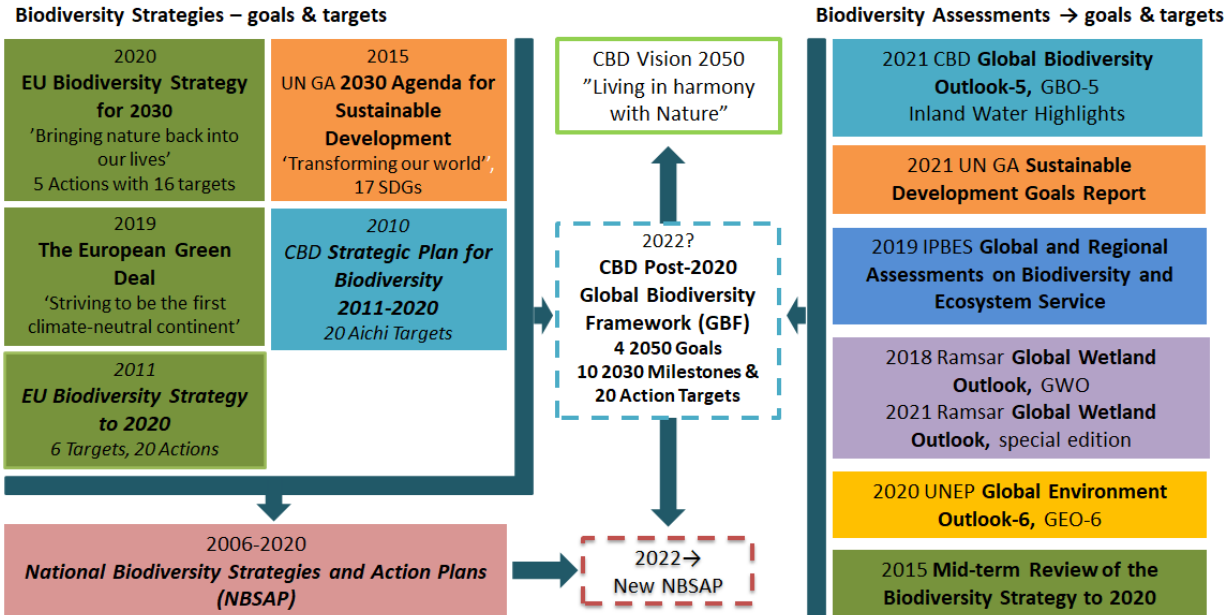 Biodiversity Strategies – goals & targets
2020
EU Biodiversity Strategy
for 2030
’Bringing nature back into
our lives’
5 Actions with 16 targets
2015
UN GA 2030 Agenda for
Sustainable
Development
‘Transforming our world’’,
17 SDGs
2019
The European Green
Deal
‘Striving to be the first
climate-neutral continent’
2010
CBD Strategic Plan for
Biodiversity
2011-2020
20 Aichi Targets
2011
EU Biodiversity Strategy
to 2020
6 Targets, 20 Actions
2006-2020
National Biodiversity Strategies and Action Plans
(NBSAP)
CBD Vision 2050
”Living in harmony
with Nature”
2022?
CBD Post-2020
Global Biodiversity
Framework (GBF)
4 2050 Goals
10 2030 Milestones &
20 Action Targets
2022→
New NBSAP
Biodiversity Assessments → goals & targets
2021 CBD Global Biodiversity
Outlook-5, GBO-5
Inland Water Highlights
2021 UN GA Sustainable
Development Goals Report
2019 IPBES Global and Regional
Assessments on Biodiversity and
Ecosystem Service
2018 Ramsar Global Wetland
Outlook, GWO
2021 Ramsar Global Wetland
Outlook, special edition
2020 UNEP Global Environment
Outlook-6, GEO-6
2015 Mid-term Review of the
Biodiversity Strategy to 2020